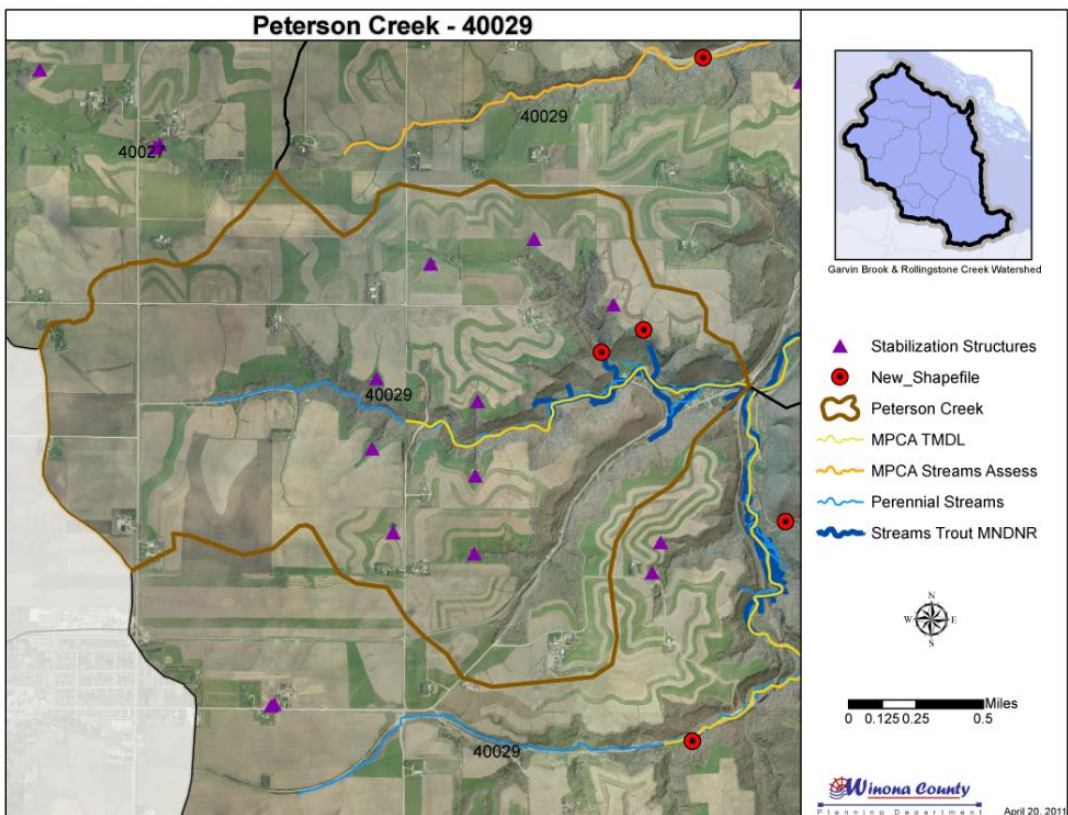 Peterson Creek - 40029
40029
40027
40029
40029
Garvin Brook & Rollingstone Creek Watershed
Stabilization Structures
New_Shapefile
Peterson Creek
MPCA TMDL
MPCA Streams Assess
Perennial Streams
Streams Trout MNDNR
N
W E
S
Miles
0 0.125 0.25 0.5
Winona County
Planning Department
April 20, 2011